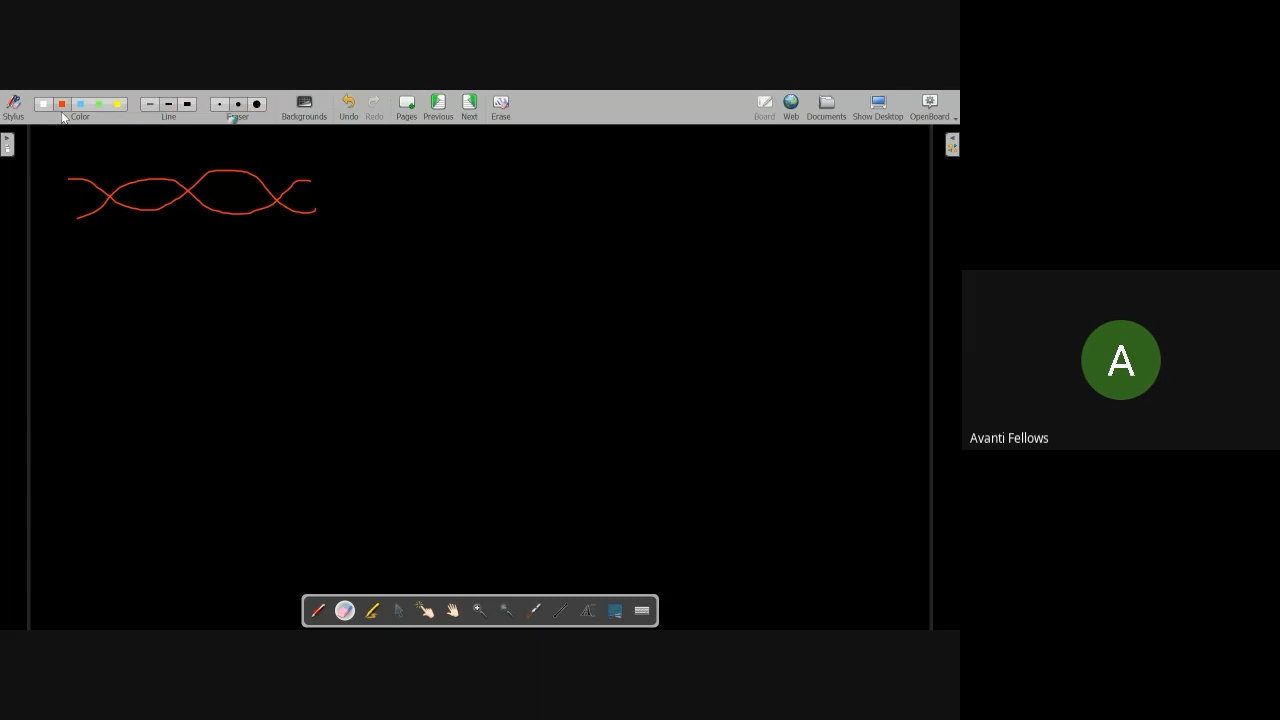 Stylus Color Line Eraser Backgrounds Undo Redo Pages Previous Next Erase Board Web Documents Show Desktop OpenBoard
A
Avanti Fellows